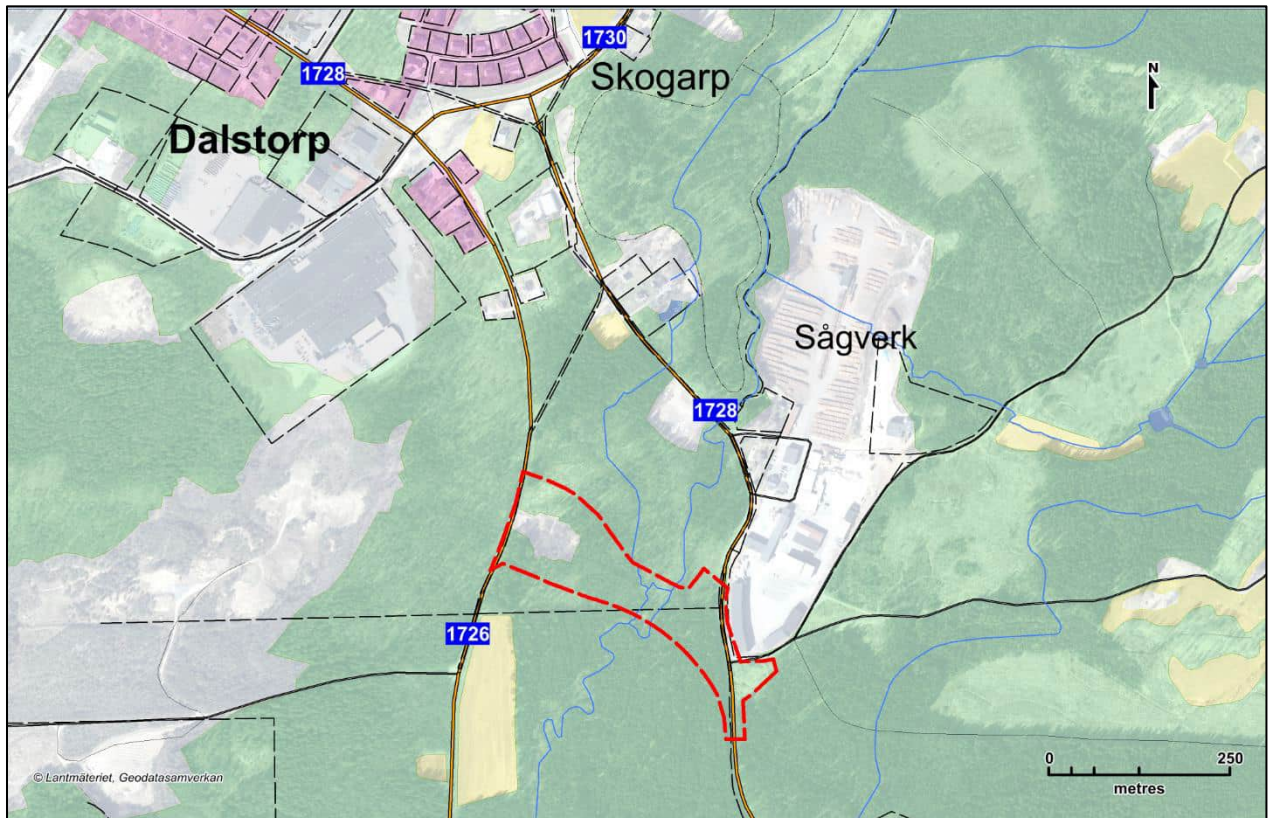 1730
1728
Skogarp
N
Dalstorp
Sågverk
1728
1726
0 250
metres
© Lantmäteriet, Geodatasamverkan